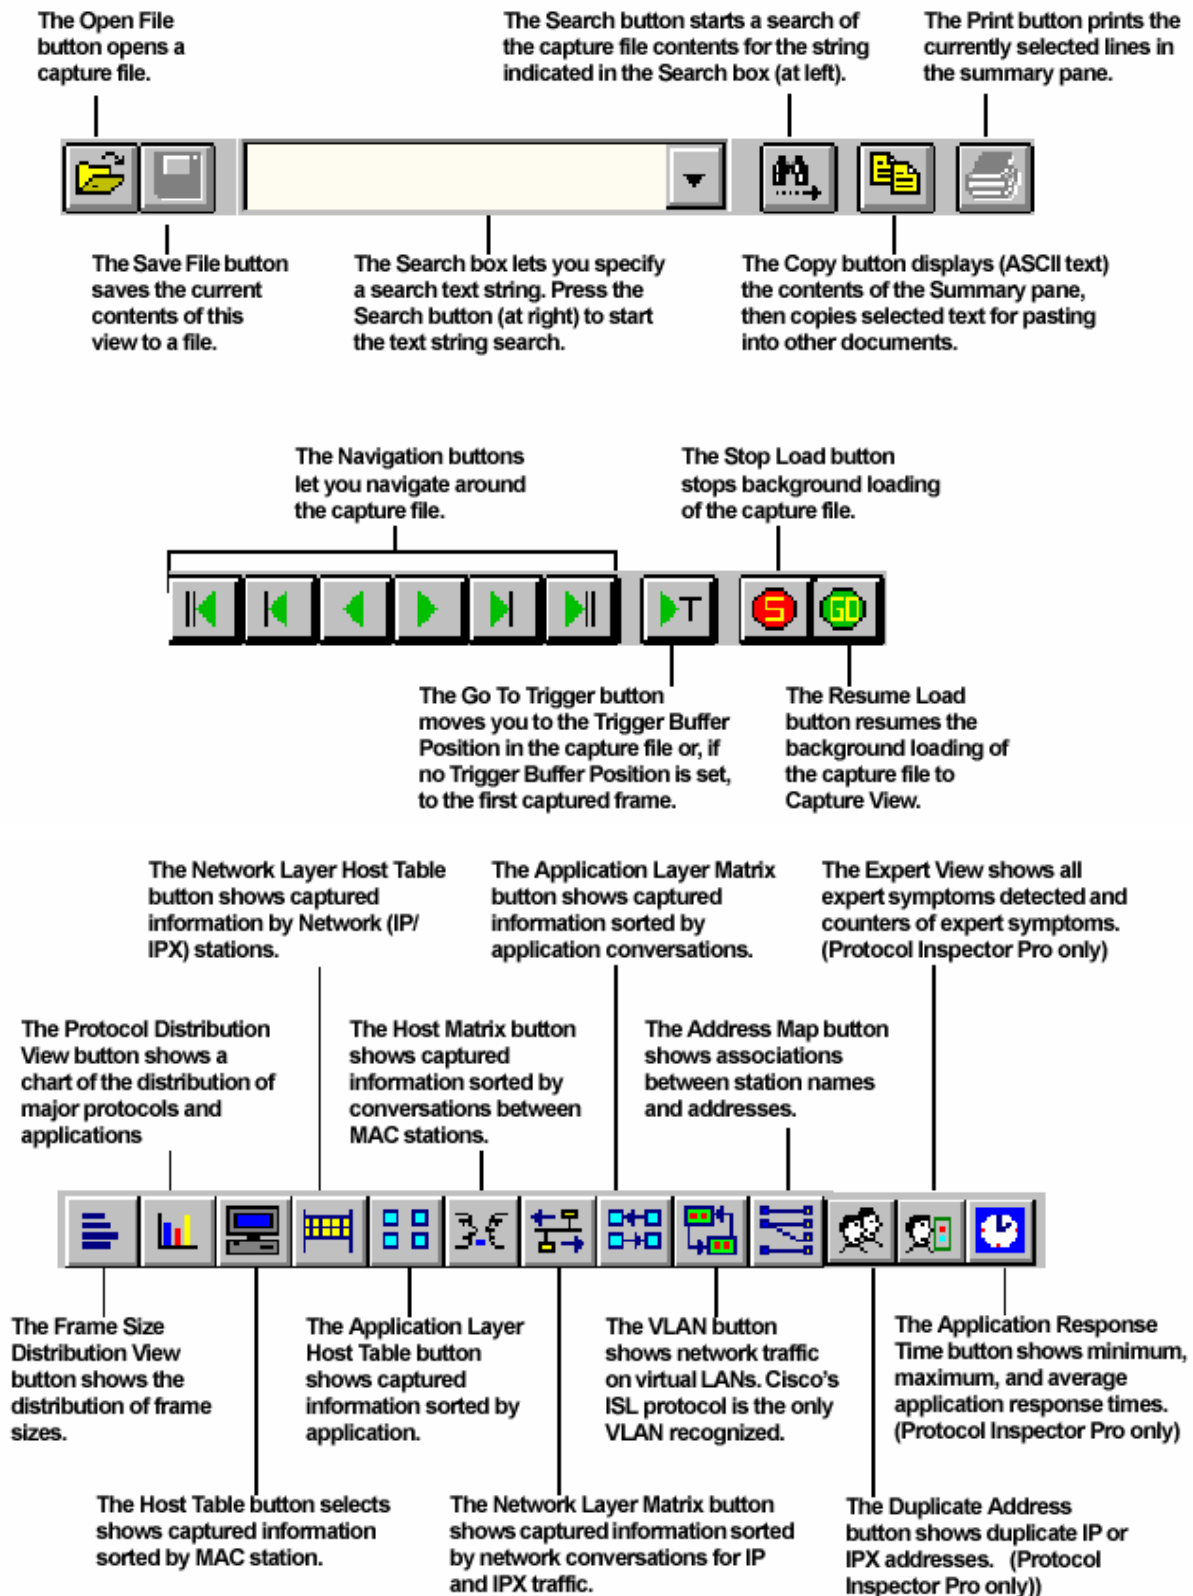 The Open File
button opens a
capture file.
The Search button starts a search of
the capture file contents for the string
indicated in the Search box (at left).
The Print button prints the
currently selected lines in
the summary pane.
The Save File button
saves the current
contents of this
view to a file.
The Search box lets you specify
a search text string. Press the
Search button (at right) to start
the text string search.
The Copy button displays (ASCII text)
the contents of the Summary pane,
then copies selected text for pasting
into other documents.
The Navigation buttons
let you navigate around
the capture file.
The Stop Load button
stops background loading
of the capture file.
T
S
GO
The Go To Trigger button
moves you to the Trigger Buffer
Position in the capture file or, if
no Trigger Buffer Position is set,
to the first captured frame.
The Resume Load
button resumes the
background loading of
the capture file to
Capture View.
The Network Layer Host Table
button shows captured
information by Network (IP/
IPX) stations.
The Application Layer Matrix
button shows captured
information sorted by
application conversations.
The Expert View shows all
expert symptoms detected and
counters of expert symptoms.
(Protocol Inspector Pro only)
The Protocol Distribution
View button shows a
chart of the distribution of
major protocols and
applications
The Host Matrix button
shows captured
information sorted by
conversations between
MAC stations.
The Address Map button
shows associations
between station names
and addresses.
The Frame Size
Distribution View
button shows the
distribution of frame
sizes.
The Application Layer
Host Table button
shows captured
information sorted by
application.
The VLAN button
shows network traffic
on virtual LANs. Cisco's
ISL protocol is the only
VLAN recognized.
The Application Response
Time button shows minimum,
maximum, and average
application response times.
(Protocol Inspector Pro only)
The Host Table button selects
shows captured information
sorted by MAC station.
The Network Layer Matrix button
shows captured information sorted
by network conversations for IP
and IPX traffic.
The Duplicate Address
button shows duplicate IP or
IPX addresses. (Protocol
Inspector Pro only))